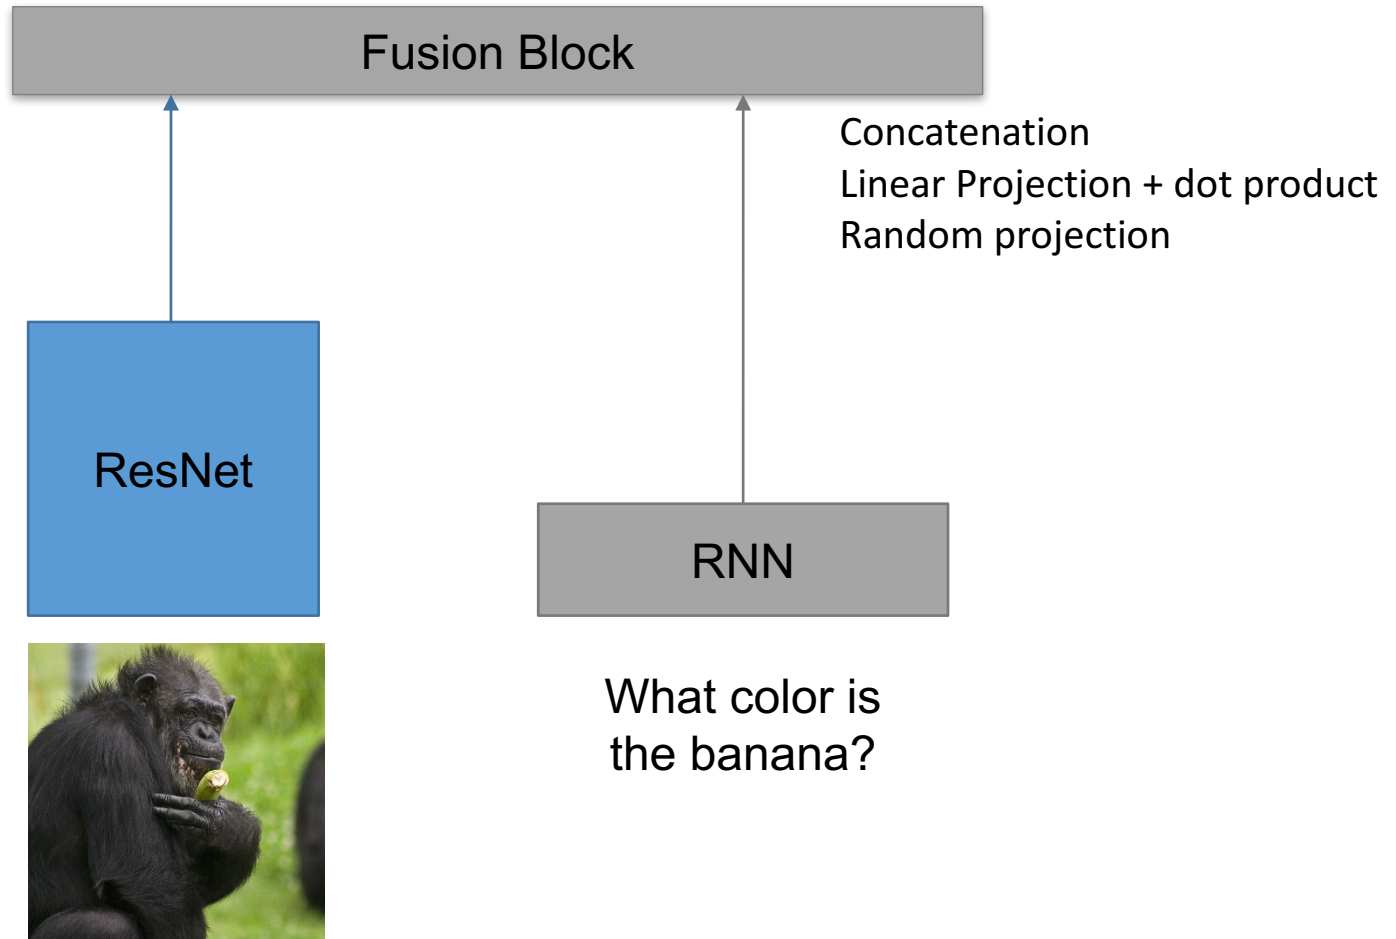 Fusion Block
Concatenation
Linear Projection + dot product
Random projection
ResNet
RNN
What color is
the banana?